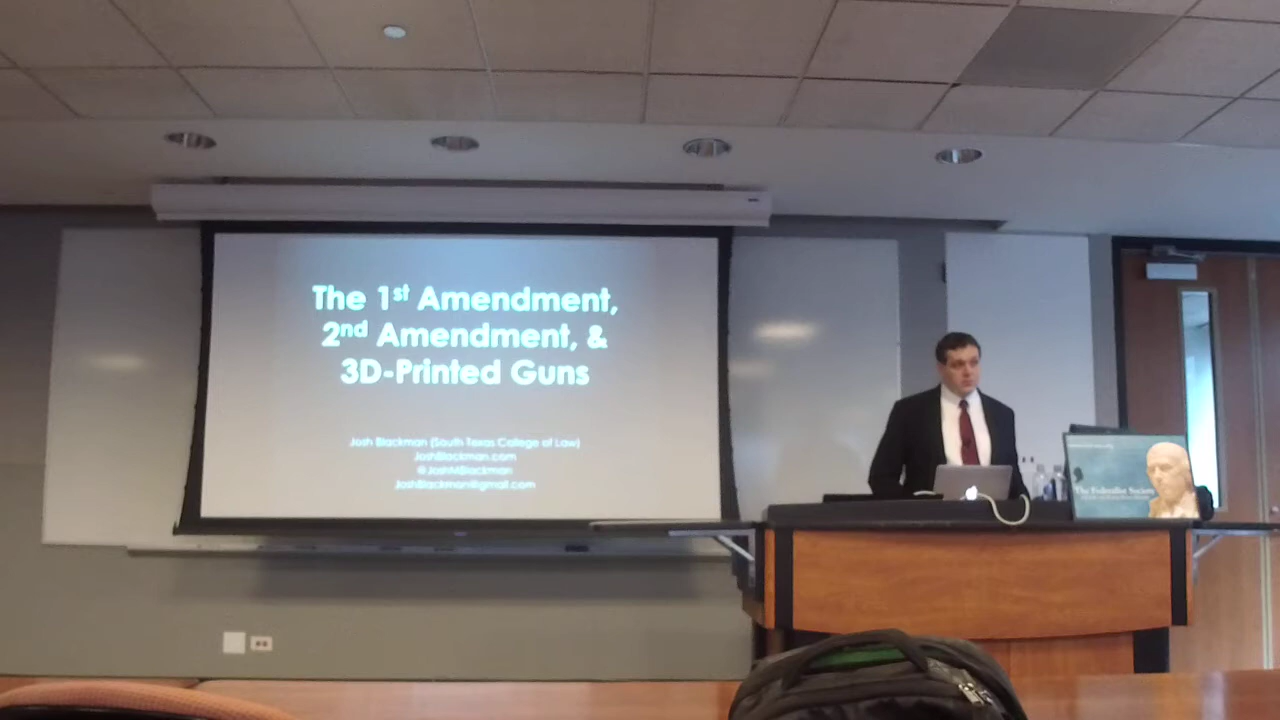 The 1st Amendment,
2nd Amendment, &
3D-Printed Guns
Josh Blackman (South Texas College of Law)
JoshBlackman.com
@JoshMBlackman
JoshBlackman@gmail.com
The Federalist Society